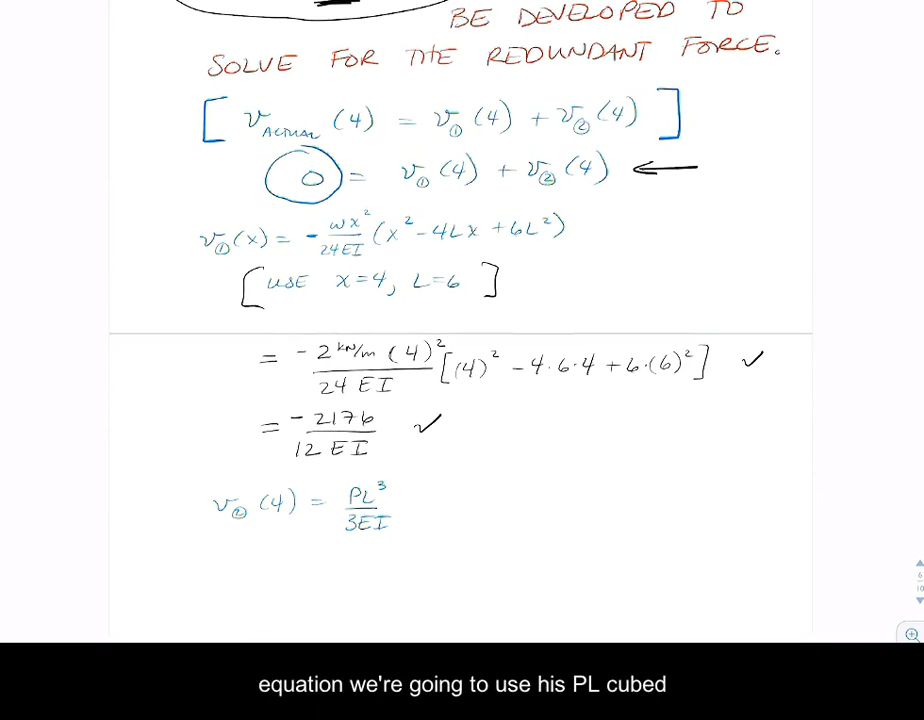 BE DEVELOPED TO
SOLVE FOR THE REDUNDANT FORCE.
[ v_ACTUAL (4) = v_① (4) + v_② (4) ]
0 = v_① (4) + v_② (4) ←
v_①(x) = - wx²/24EI (x² - 4Lx + 6L²)
[USE x=4, L=6 ]
= -2 kN/m (4)²/24 EI [(4)² - 4·6·4 + 6·(6)²] ✓
= -2176/12 EI ✓
v_② (4) = PL³/3EI
6
10
equation we're going to use his PL cubed